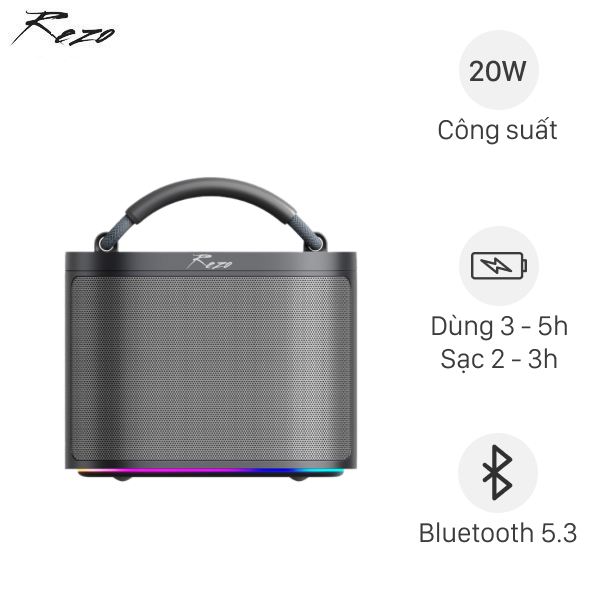 Rezo
20W
Công suất
Rezo
Dùng 3 - 5h
Sạc 2 - 3h
Bluetooth 5.3